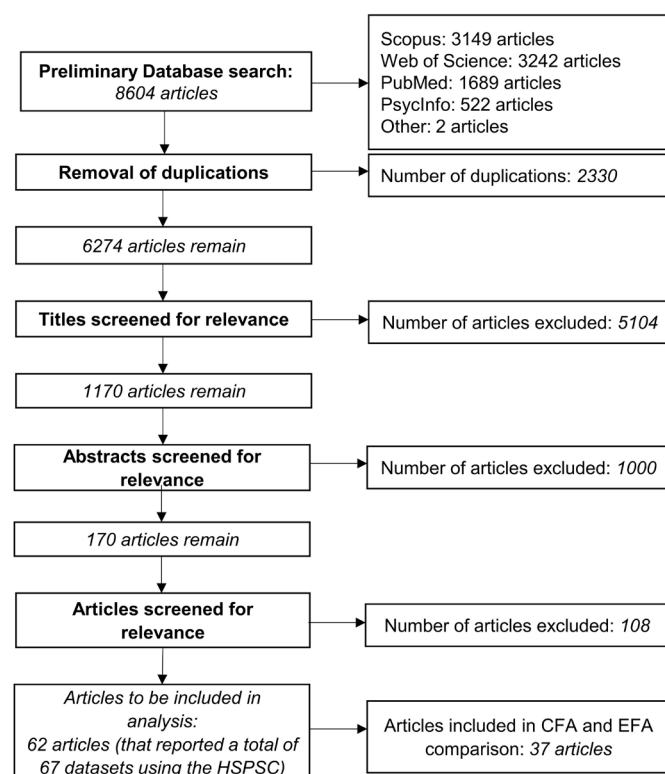 Preliminary Database search:
8604 articles
Scopus: 3149 articles
Web of Science: 3242 articles
PubMed: 1689 articles
PsycInfo: 522 articles
Other: 2 articles
Removal of duplications
Number of duplications: 2330
6274 articles remain
Titles screened for relevance
Number of articles excluded: 5104
1170 articles remain
Abstracts screened for
relevance
Number of articles excluded: 1000
170 articles remain
Articles screened for
relevance
Number of articles excluded: 108
Articles to be included in
analysis:
62 articles (that reported a total of
67 datasets using the HSPSC)
Articles included in CFA and EFA
comparison: 37 articles